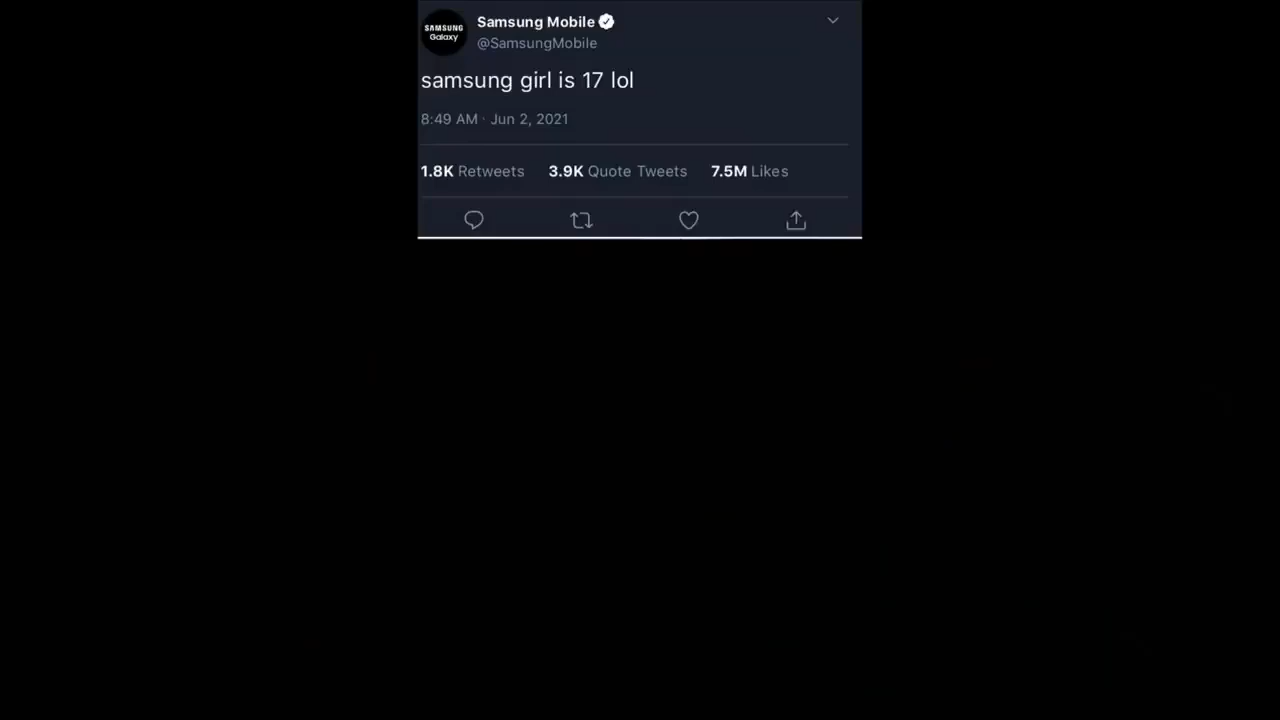 SAMSUNG
Galaxy
Samsung Mobile
@SamsungMobile
samsung girl is 17 lol
8:49 AM · Jun 2, 2021
1.8K Retweets 3.9K Quote Tweets 7.5M Likes